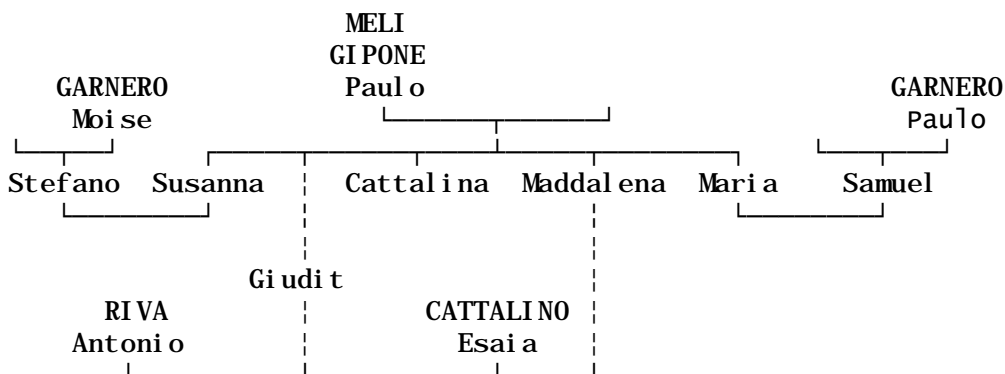 MELI
GIPONE
GARNERO Paulo GARNERO
Moise Paulo
Stefano Susanna Cattalina Maddalena Maria Samuel
Giudit
RIVA CATTALINO
Antonio Esaia